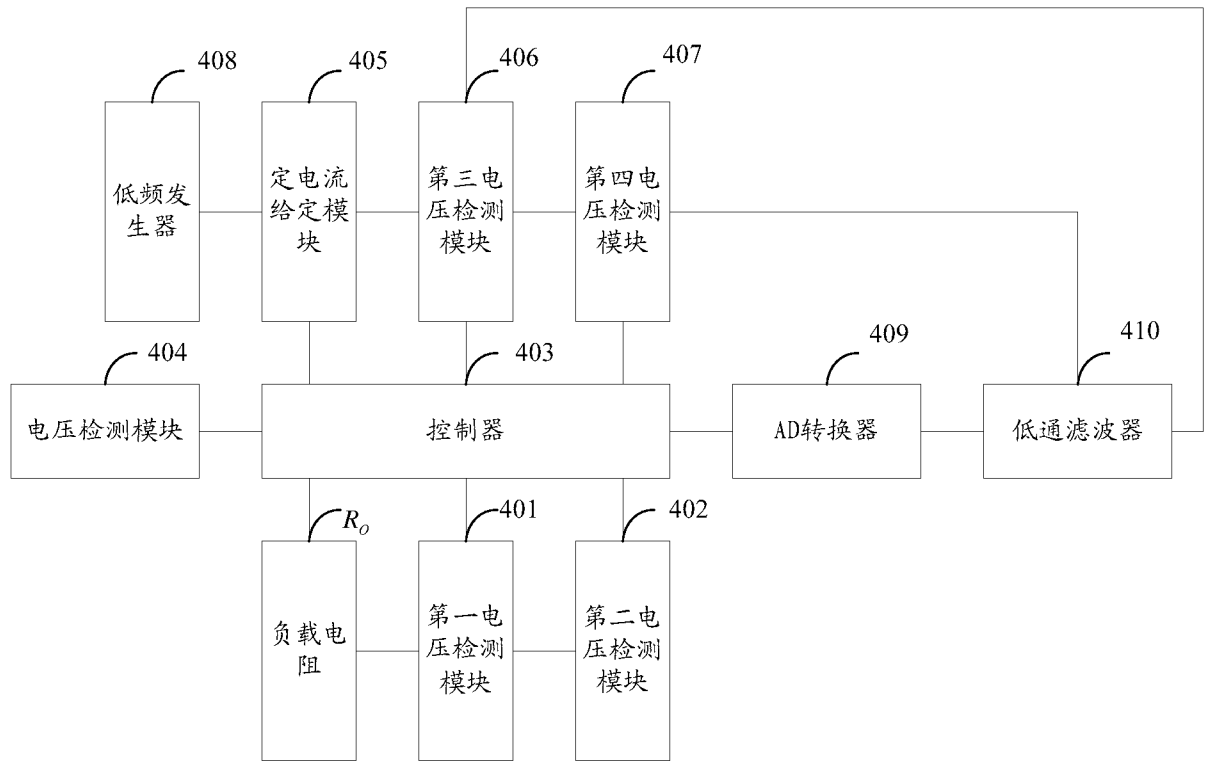 408
405
406
407
低频发
生器
定电流
给定模
块
第三电
压检测
模块
第四电
压检测
模块
404
403
409
410
电压检测模块
控制器
AD转换器
低通滤波器
Ro
401
402
负载电
阻
第一电
压检测
模块
第二电
压检测
模块